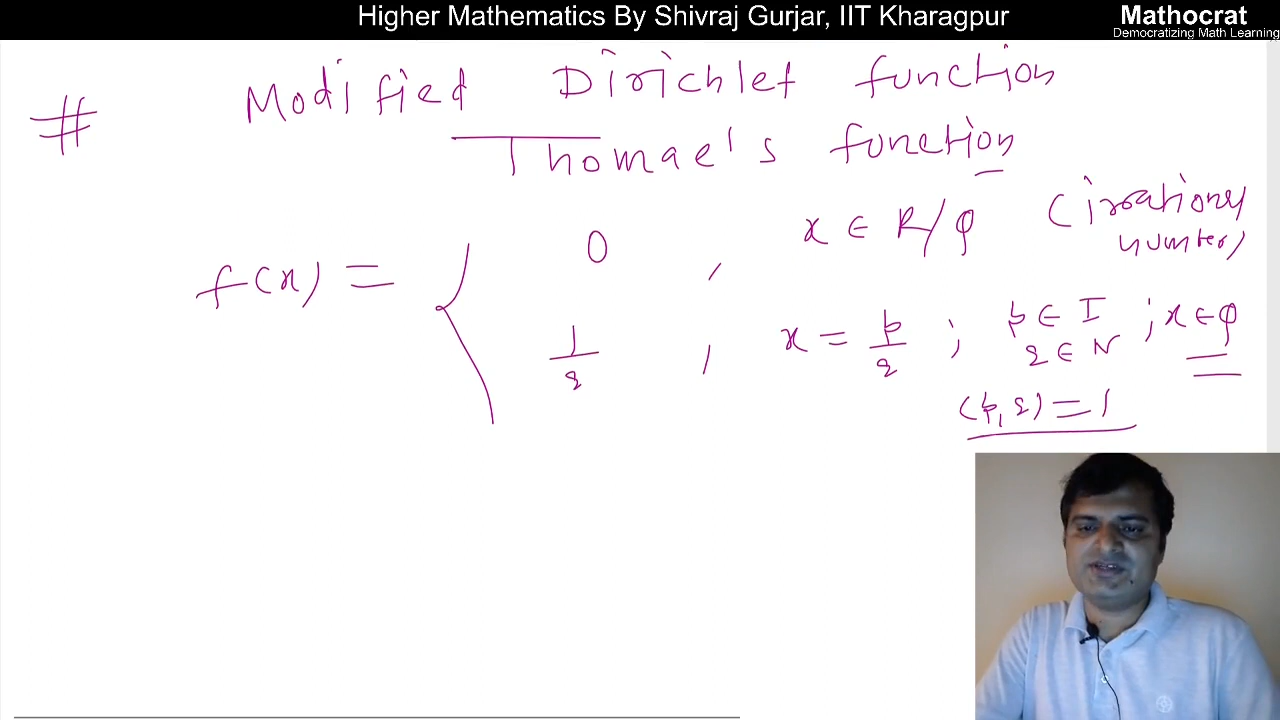 Higher Mathematics By Shivraj Gurjar, IIT Kharagpur
Mathocrat
Democratizing Math Learning
# Modified Dirichlet function
Thomae's function
f(x) = { 0 , x ∈ R/Q (irrational numbers)
1/q , x = p/q ; p ∈ I q ∈ N ; x ∈ Q
(p, q) = 1